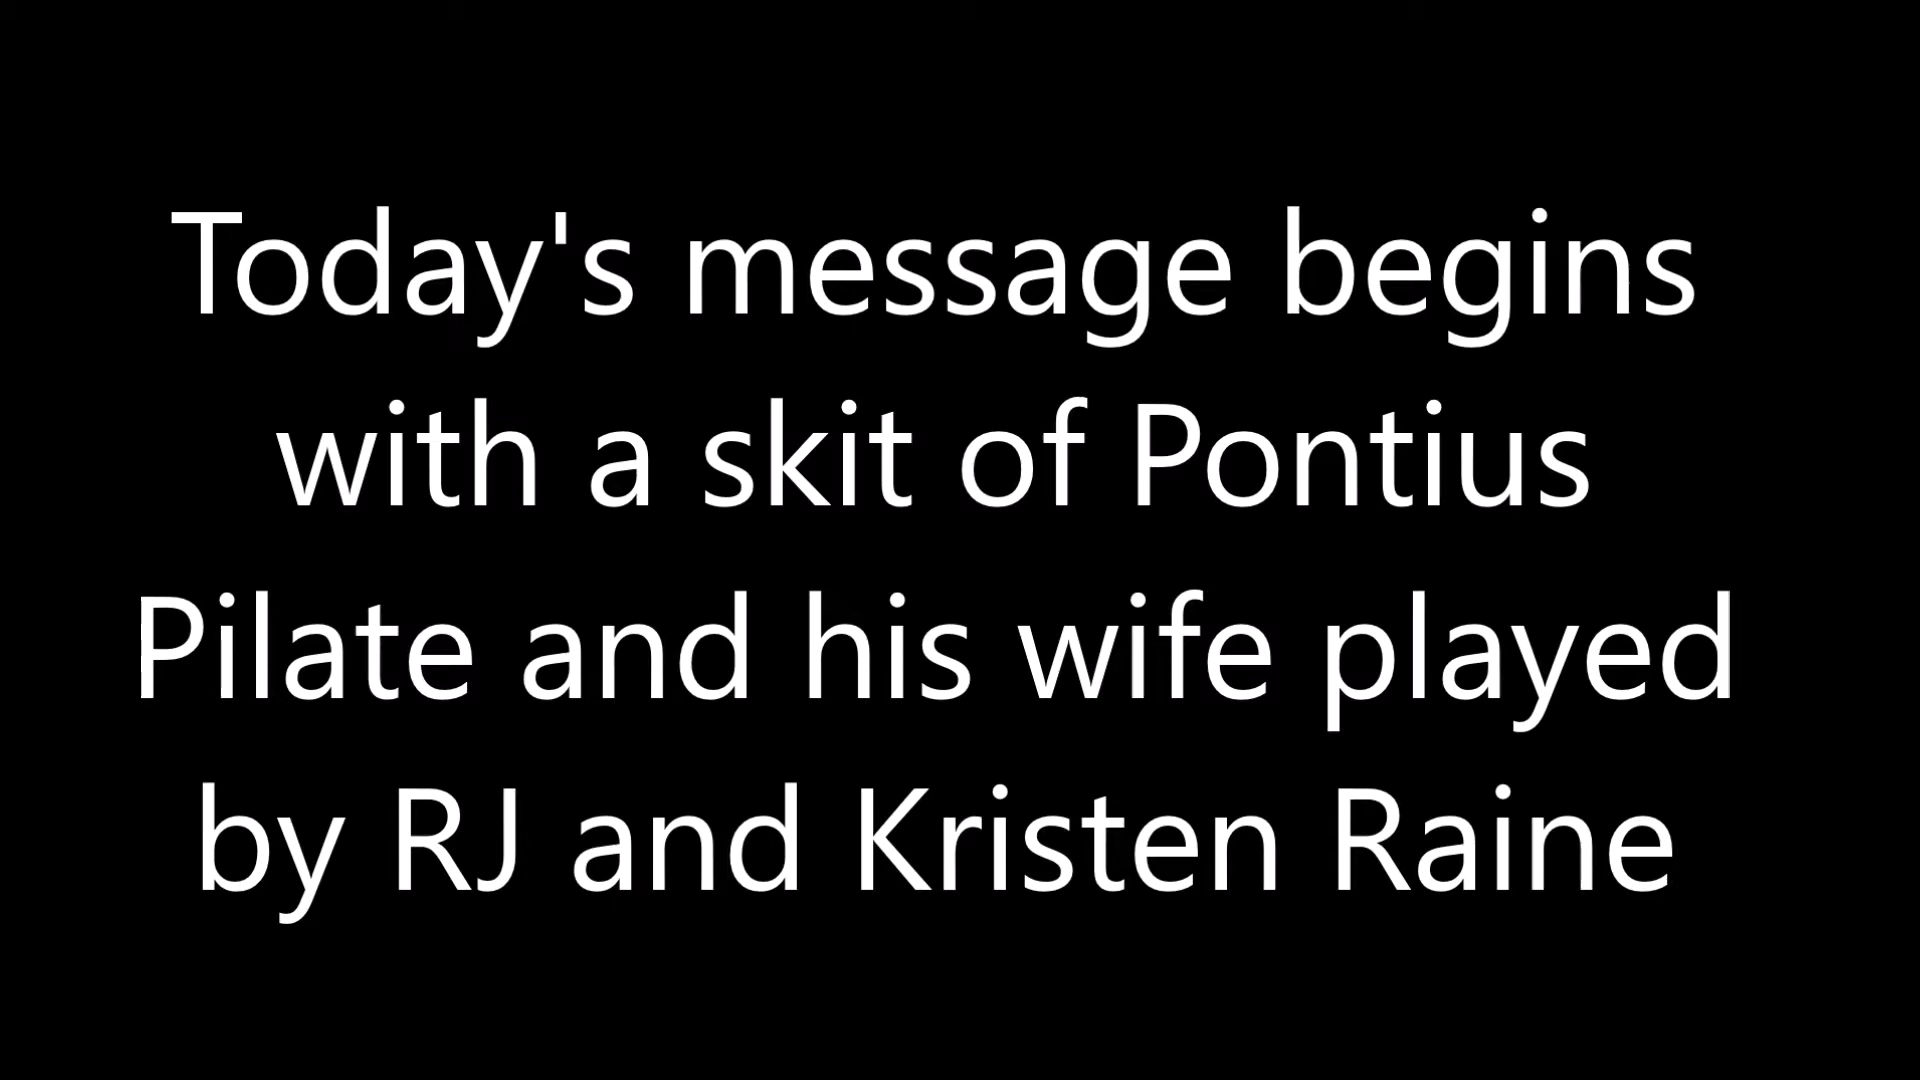 Today's message begins
with a skit of Pontius
Pilate and his wife played
by RJ and Kristen Raine